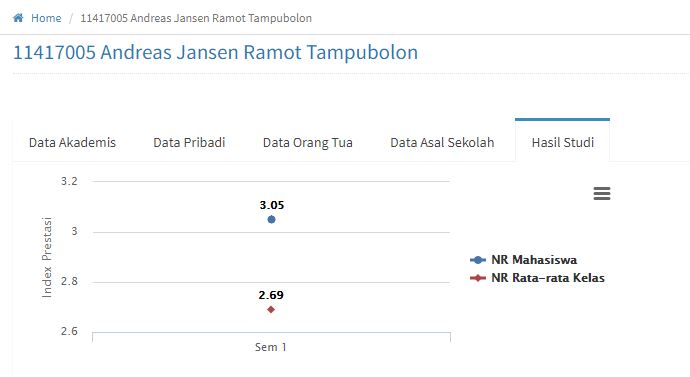 Home / 11417005 Andreas Jansen Ramot Tampubolon
11417005 Andreas Jansen Ramot Tampubolon
Data Akademis Data Pribadi Data Orang Tua Data Asal Sekolah Hasil Studi
3.2
3.05
3
Index Prestasi
NR Mahasiswa
NR Rata-rata Kelas
2.8
2.69
2.6
Sem 1